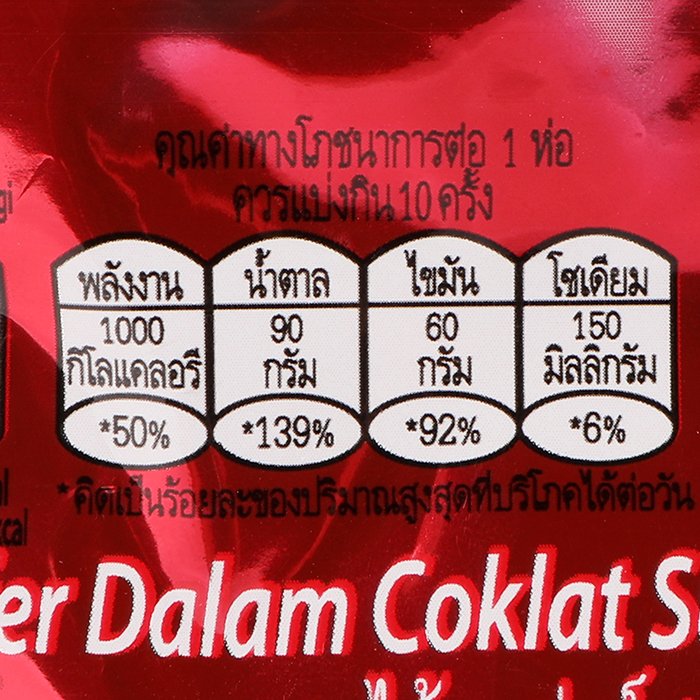 คุณค่าทางโภชนาการต่อ 1 ห่อ
ควรแบ่งกิน 10 ครั้ง
พลังงาน น้ำตาล ไขมัน โซเดียม
1000 90 60 150
กิโลแคลอรี กรัม กรัม มิลลิกรัม
*50% *139% *92% *6%
*คิดเป็นร้อยละของปริมาณสูงสุดที่บริโภคได้ต่อวัน
er Dalam Coklat S